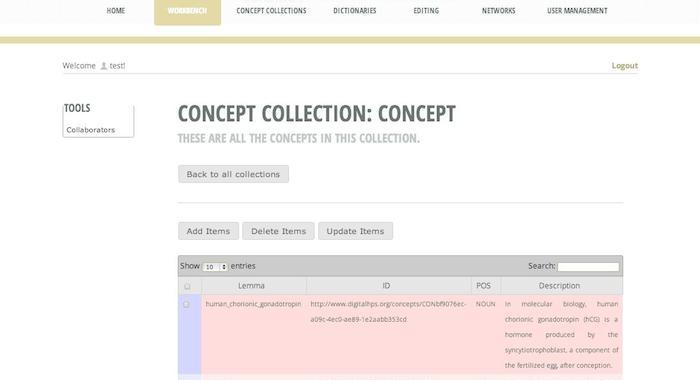 HOME WORKBENCH CONCEPT COLLECTIONS DICTIONARIES EDITING NETWORKS USER MANAGEMENT
Welcome test! Logout
TOOLS
Collaborators
CONCEPT COLLECTION: CONCEPT
THESE ARE ALL THE CONCEPTS IN THIS COLLECTION.
Back to all collections
Add Items Delete Items Update Items
Show 10 entries Search:
Lemma ID POS Description
human_chorionic_gonadotropin http://www.digitalhps.org/concepts/CONbf9076ec- NOUN In molecular biology, human
a09c-4ec0-ae89-1e2aabb353cd chorionic gonadotropin (hCG) is a
hormone produced by the
syncytiotrophoblast, a component of
the fertilized egg, after conception.